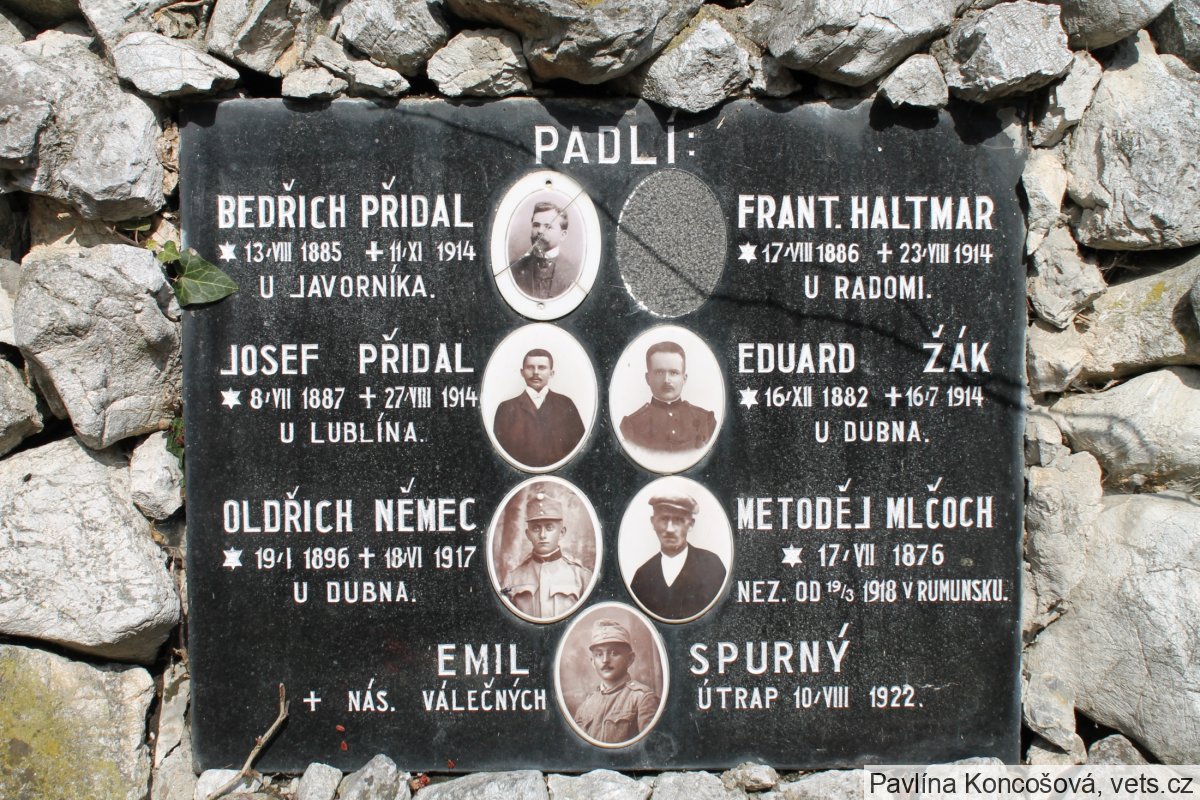 PADLÍ:
BEDŘICH PŘIDAL
✶ 13/VIII 1885 + 11/XI 1914
U JAVORNÍKA.
FRANT. HALTMAR
✶ 17/VIII 1886 + 23/VIII 1914
U RADOMI.
JOSEF PŘIDAL
✶ 8/VII 1887 + 27/VIII 1914
U LUBLÍNA.
EDUARD ŽÁK
✶ 16/XII 1882 + 16/7 1914
U DUBNA.
OLDŘICH NĚMEC
✶ 19/I 1896 + 18/VI 1917
U DUBNA.
METODĚJ MLČOCH
✶ 17/VII 1876
NEZ. OD 19/3 1918 V RUMUNSKU.
EMIL SPURNÝ
+ NÁS. VÁLEČNÝCH ÚTRAP 10/VIII 1922.
Pavlína Koncošová, vets.cz